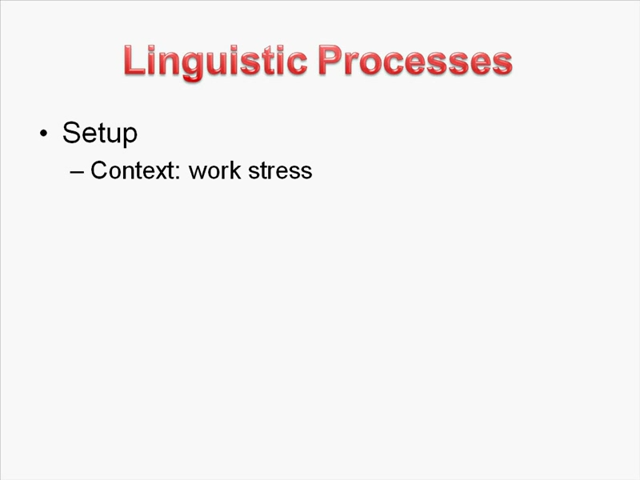 Linguistic Processes
• Setup
– Context: work stress